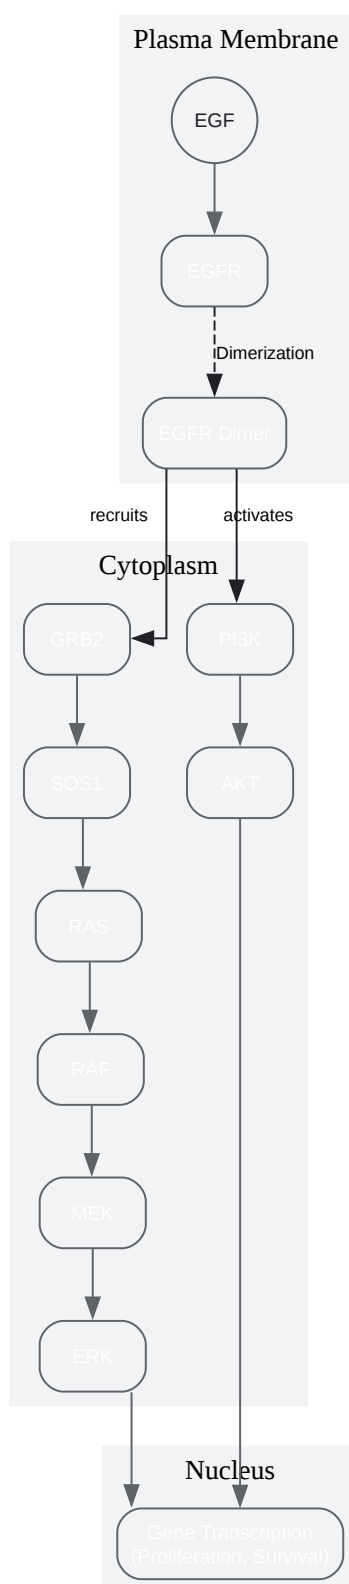 Plasma Membrane
EGF
EGFR
Dimerization
EGFR Dimer
recruits
activates
Cytoplasm
GRB2
PI3K
SOS1
AKT
RAS
RAF
MEK
ERK
Nucleus
Gene Transcription
(Proliferation, Survival)